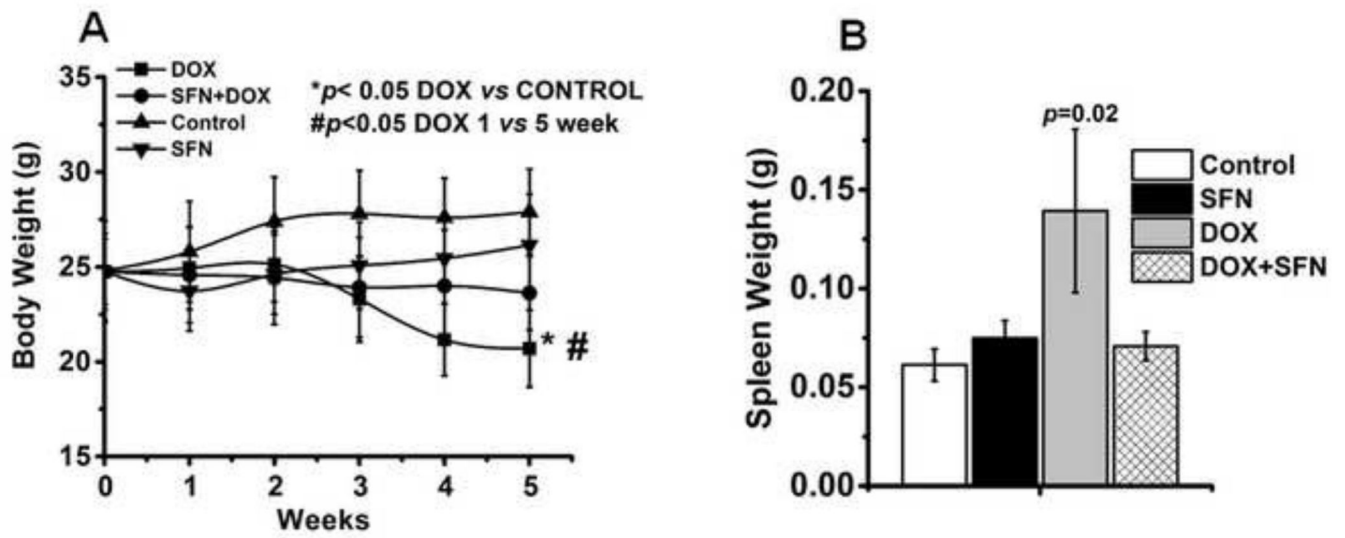 A
35
30
25
20
15
Body Weight (g)
DOX
SFN+DOX
Control
SFN
*p< 0.05 DOX vs CONTROL
#p<0.05 DOX 1 vs 5 week
* #
0 1 2 3 4 5
Weeks
B
0.20
0.15
0.10
0.05
0.00
Spleen Weight (g)
p=0.02
Control
SFN
DOX
DOX+SFN